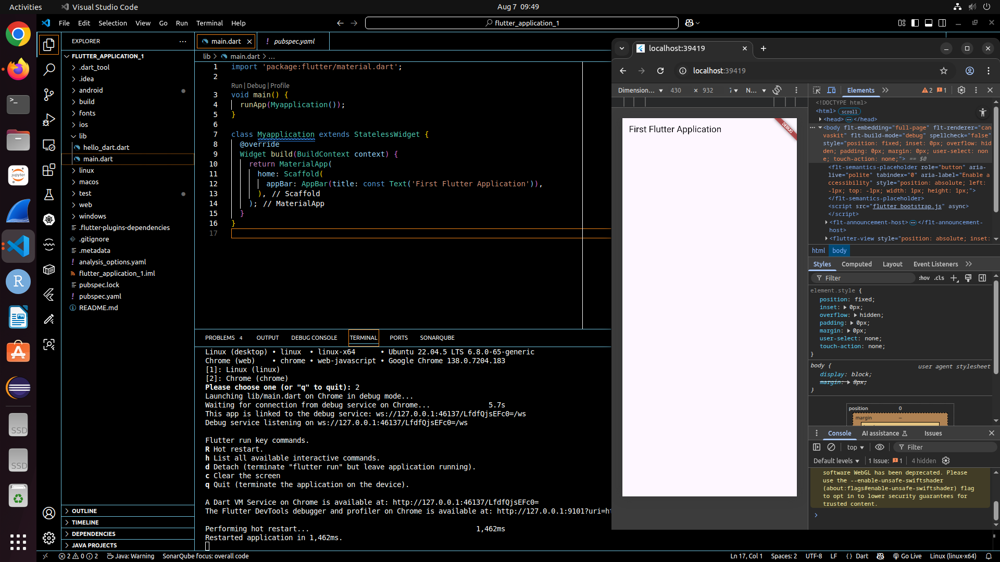 Activities
Visual Studio Code
Aug 7 09:49
File Edit Selection View Go Run Terminal Help
flutter_application_1
EXPLORER
FLUTTER_APPLICATION_1
.dart_tool
.idea
android
build
fonts
ios
lib
hello_dart.dart
main.dart
linux
macos
test
web
windows
.flutter-plugins-dependencies
.gitignore
.metadata
analysis_options.yaml
flutter_application_1.iml
pubspec.lock
pubspec.yaml
README.md
OUTLINE
TIMELINE
DEPENDENCIES
JAVA PROJECTS
main.dart
pubspec.yaml
lib > main.dart > ...
1 import 'package:flutter/material.dart';
2
Run | Debug | Profile
3 void main() {
4 runApp(Myapplication());
5 }
6
7 class Myapplication extends StatelessWidget {
8 @override
9 Widget build(BuildContext context) {
10 return MaterialApp(
11 home: Scaffold(
12 appBar: AppBar(title: const Text('First Flutter Application')),
13 ), // Scaffold
14 ); // MaterialApp
15 }
16 }
17
PROBLEMS 4 OUTPUT DEBUG CONSOLE TERMINAL PORTS SONARQUBE
Linux (desktop) • linux • linux-x64 • Ubuntu 22.04.5 LTS 6.8.0-65-generic
Chrome (web) • chrome • web-javascript • Google Chrome 138.0.7204.183
[1]: Linux (linux)
[2]: Chrome (chrome)
Please choose one (or "q" to quit): 2
Launching lib/main.dart on Chrome in debug mode...
Waiting for connection from debug service on Chrome... 5.7s
This app is linked to the debug service: ws://127.0.0.1:46137/LfdfQjsEFc0=/ws
Debug service listening on ws://127.0.0.1:46137/LfdfQjsEFc0=/ws
Flutter run key commands.
R Hot restart.
h List all available interactive commands.
d Detach (terminate "flutter run" but leave application running).
c Clear the screen
q Quit (terminate the application on the device).
A Dart VM Service on Chrome is available at: http://127.0.0.1:46137/LfdfQjsEFc0=
The Flutter DevTools debugger and profiler on Chrome is available at: http://127.0.0.1:9101?uri=ht
Performing hot restart... 1,462ms
Restarted application in 1,462ms.
localhost:39419
localhost:39419
Dimension... 430 × 932 N...
First Flutter Application
DEBUG
Elements 2 1
<!DOCTYPE html>
<html> scroll
<head> </head>
<body flt-embedding="full-page" flt-renderer="can
vaskit" flt-build-mode="debug" spellcheck="false"
style="position: fixed; inset: 0px; overflow: hid
den; padding: 0px; margin: 0px; user-select: non
e; touch-action: none;"> == $0
<flt-semantics-placeholder role="button" aria-
live="polite" tabindex="0" aria-label="Enable a
ccessibility" style="position: absolute; left:
-1px; top: -1px; width: 1px; height: 1px;">
</flt-semantics-placeholder>
<script src="flutter_bootstrap.js" async>
</script>
<flt-announcement-host> </flt-announcement-
host>
<flutter-view style="position: absolute; inset:
html body
Styles Computed Layout Event Listeners
Filter :hov .cls
element.style {
position: fixed;
inset: 0px;
overflow: hidden;
padding: 0px;
margin: 0px;
user-select: none;
touch-action: none;
}
body { user agent stylesheet
display: block;
margin: 8px;
}
position 0
margin –
Console AI assistance Issues
top Filter
Default levels 1 Issue: 1 4 hidden
software WebGL has been deprecated. Please
use the --enable-unsafe-swiftshader
(about:flags#enable-unsafe-swiftshader) flag
to opt in to lower security guarantees for
trusted content.
SSD
SSD
jupyter
R
2 0 2 Java: Warning SonarQube focus: overall code
Ln 17, Col 1 Spaces: 2 UTF-8 LF {} Dart Go Live Linux (linux-x64)